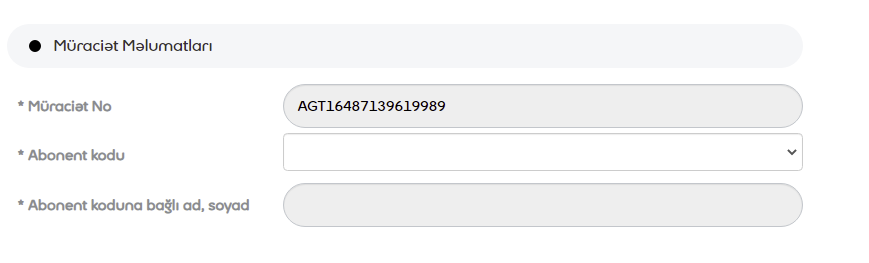 Müraciət Məlumatları
* Müraciət No
AGT16487139619989
* Abonent kodu
* Abonent koduna bağlı ad, soyad